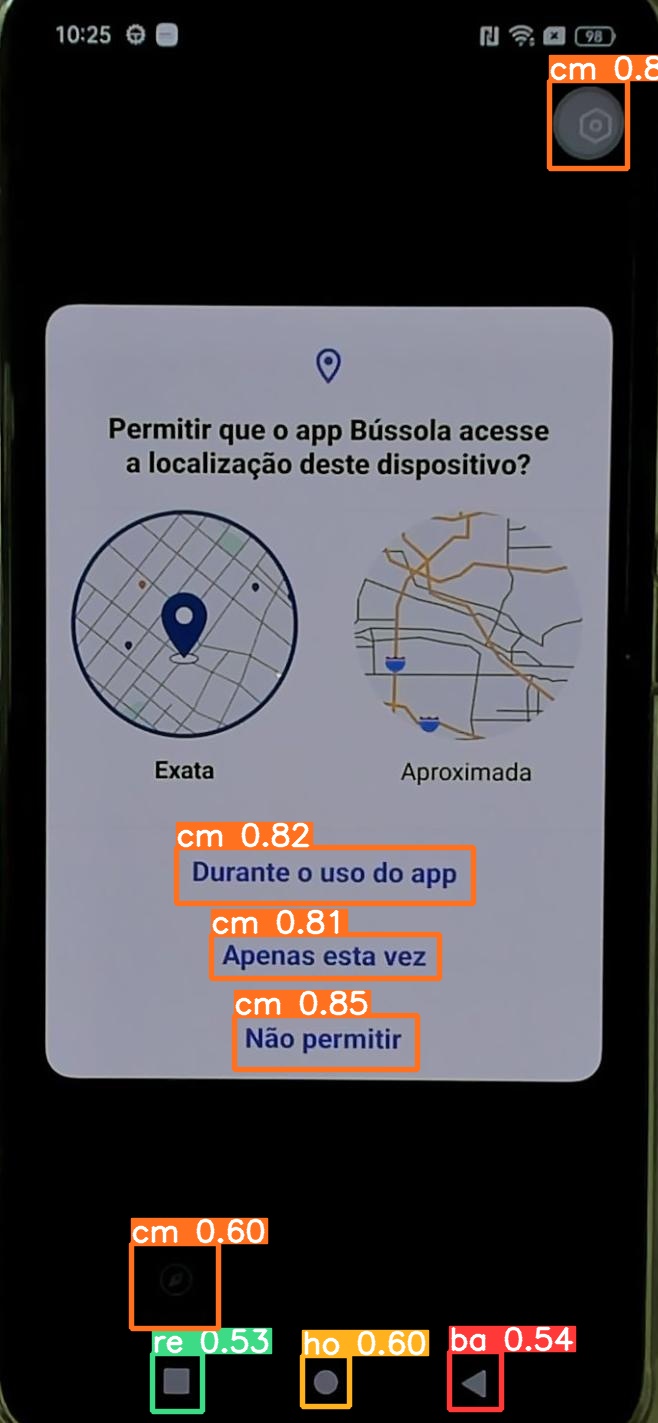 10:25
98
cm 0.8
Permitir que o app Bússola acesse
a localização deste dispositivo?
Exata
Aproximada
cm 0.82
Durante o uso do app
cm 0.81
Apenas esta vez
cm 0.85
Não permitir
cm 0.60
re 0.53
ho 0.60
ba 0.54